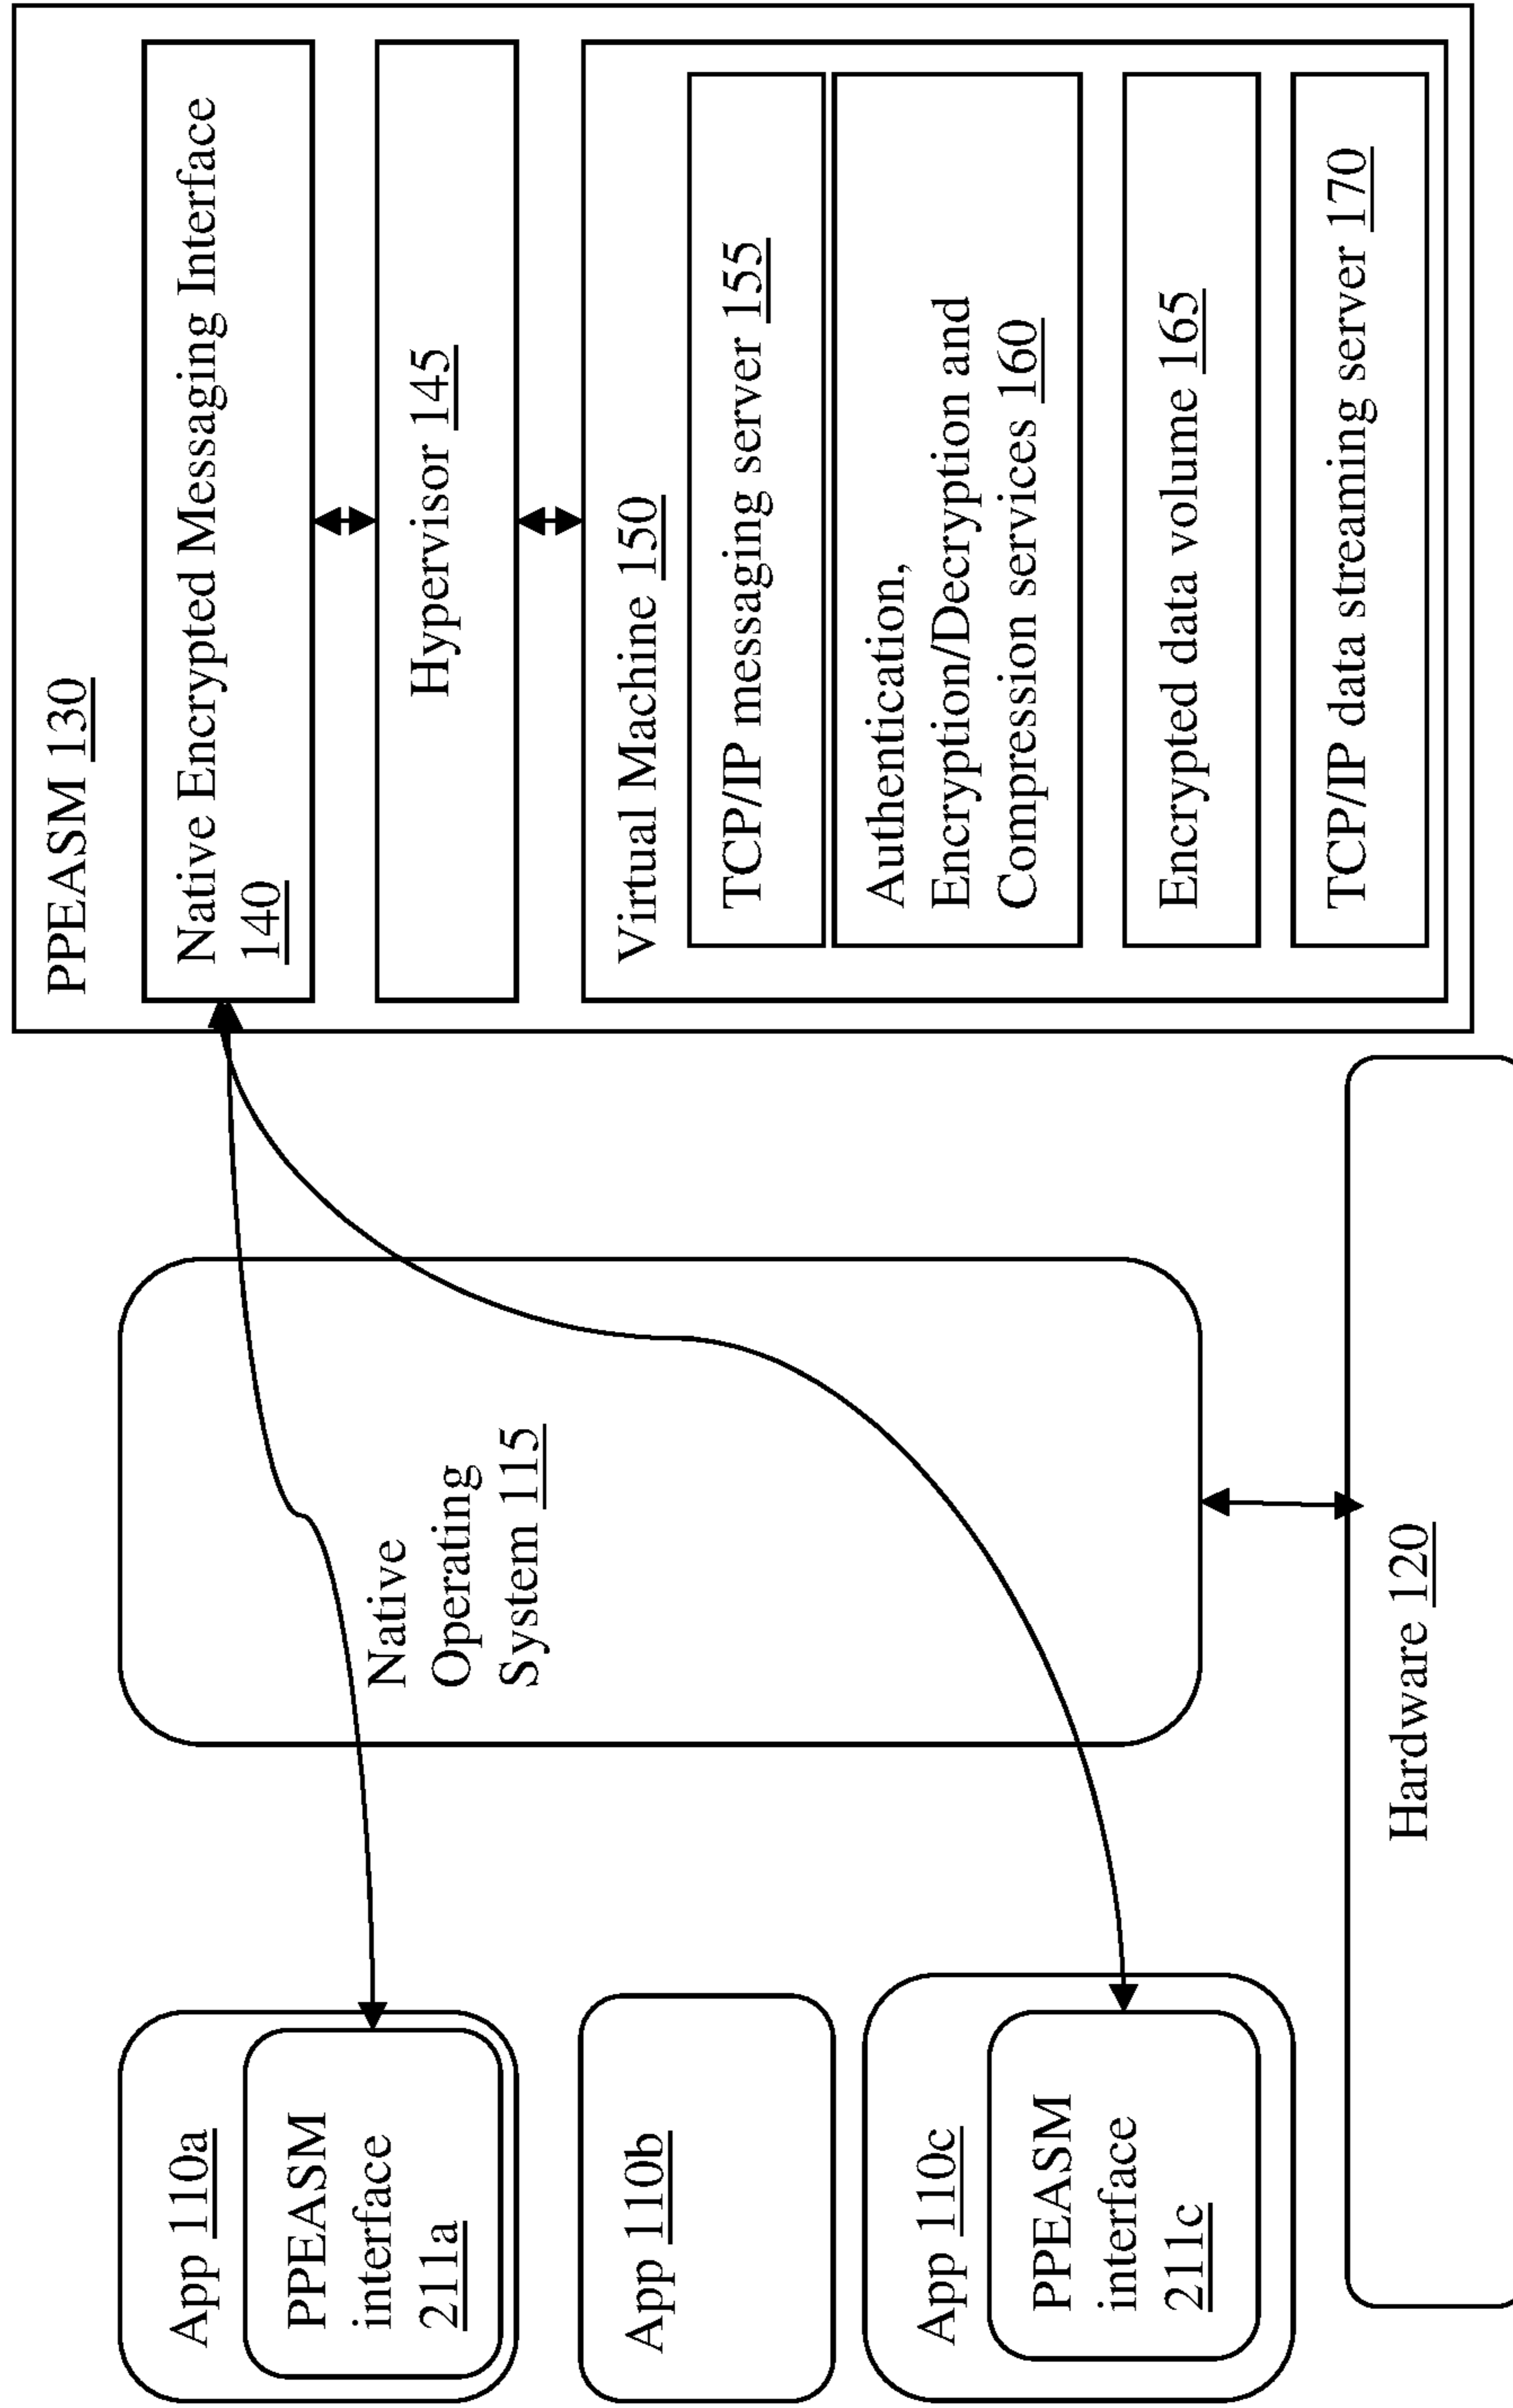 App 110a
PPEASM
interface
211a
App 110b
App 110c
PPEASM
interface
211c
Native
Operating
System 115
Hardware 120
PPEASM 130
Native Encrypted Messaging Interface
140
Hypervisor 145
Virtual Machine 150
TCP/IP messaging server 155
Authentication,
Encryption/Decryption and
Compression services 160
Encrypted data volume 165
TCP/IP data streaming server 170